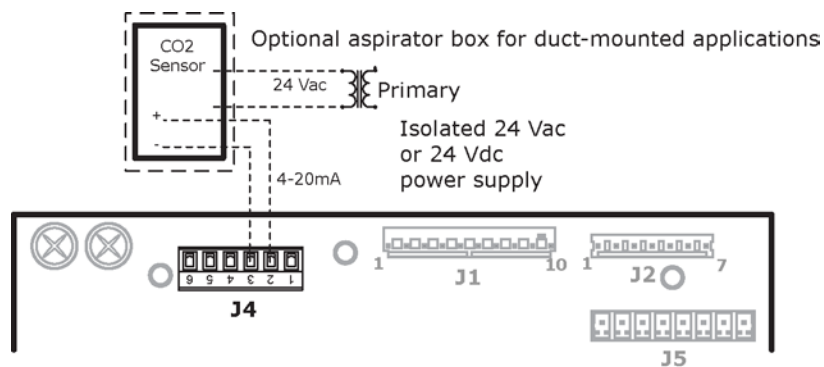 CO2
Sensor
Optional aspirator box for duct-mounted applications
24 Vac
Primary
+
-
Isolated 24 Vac
or 24 Vdc
power supply
4-20mA
6 5 4 3 2 1
J4
1 10
J1
1 7
J2
J5